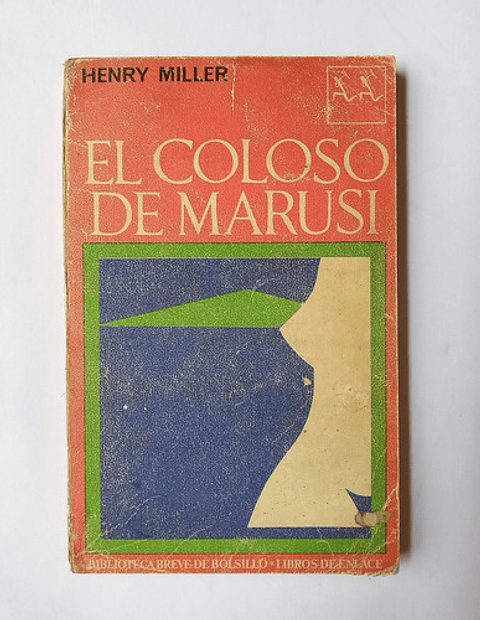 HENRY MILLER
EL COLOSO
DE MARUSI
BIBLIOTECA BREVE DE BOLSILLO • LIBROS DE ENLACE